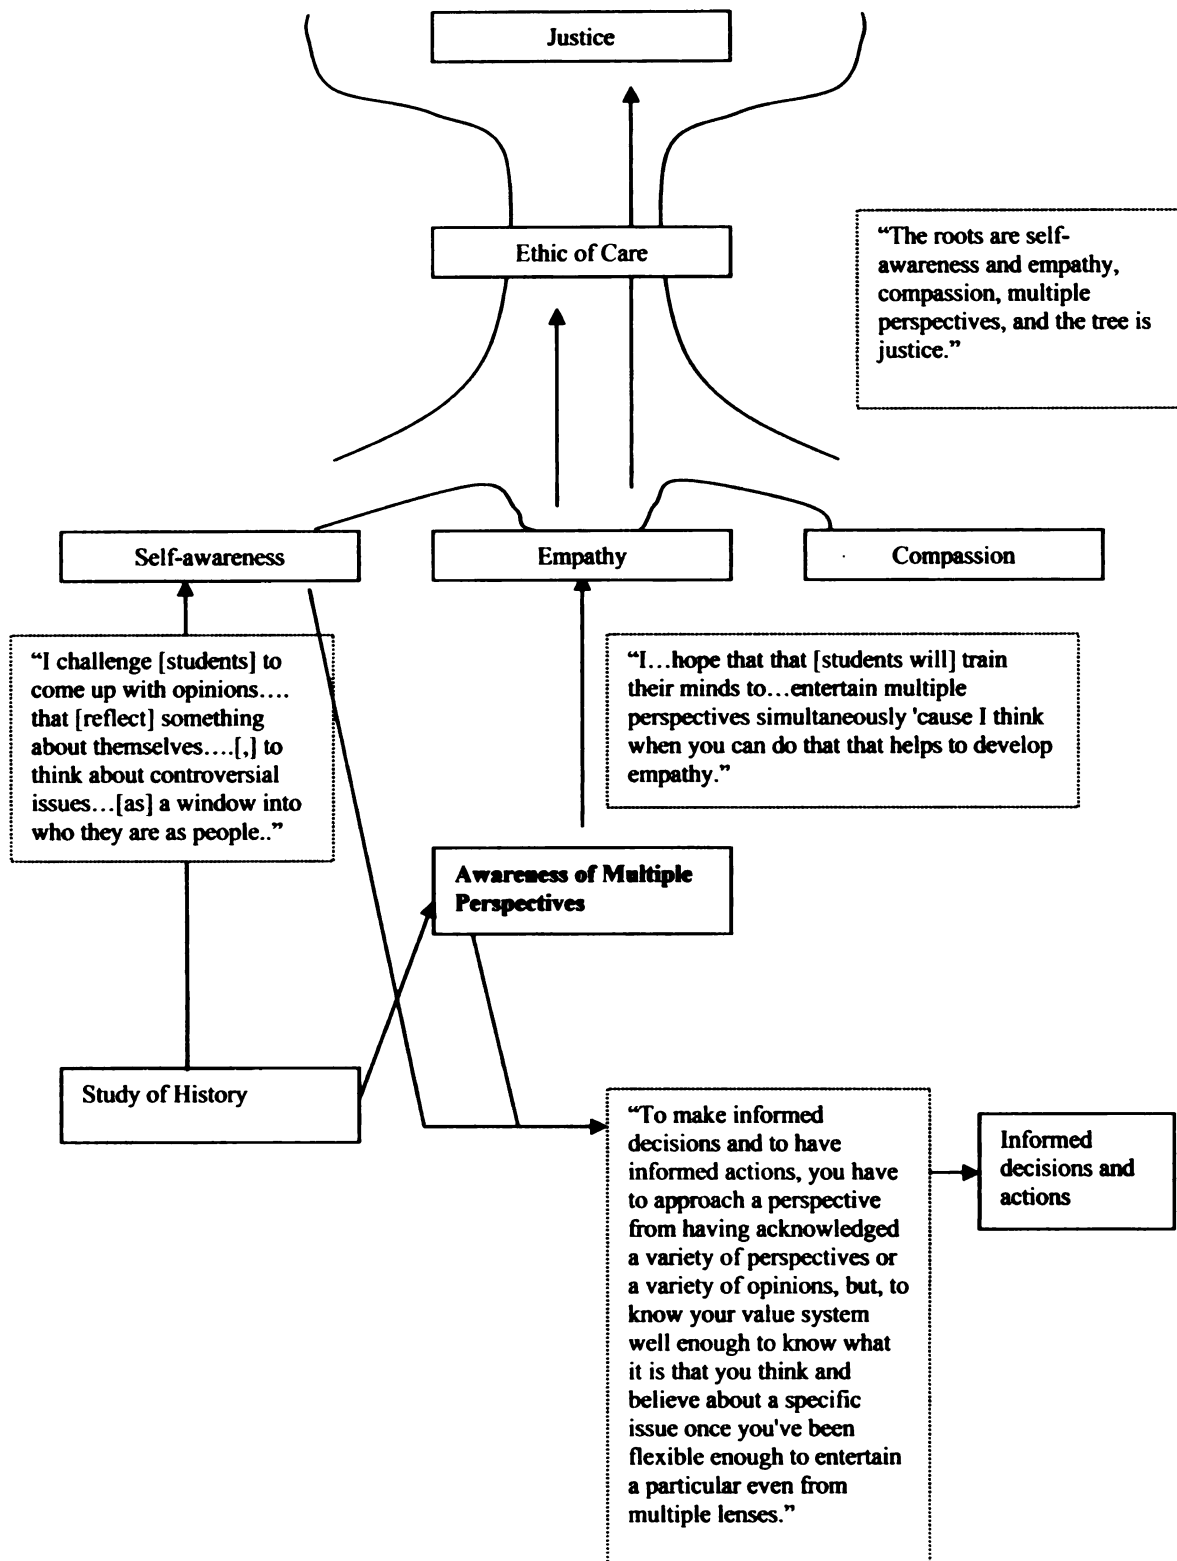 Justice
Ethic of Care
“The roots are self-
awareness and empathy,
compassion, multiple
perspectives, and the tree is
justice.”
Self-awareness
Empathy
Compassion
“I challenge [students] to
come up with opinions….
that [reflect] something
about themselves….[,] to
think about controversial
issues…[as] a window into
who they are as people..”
“I…hope that that [students will] train
their minds to…entertain multiple
perspectives simultaneously 'cause I think
when you can do that that helps to develop
empathy.”
Awareness of Multiple
Perspectives
Study of History
“To make informed
decisions and to have
informed actions, you have
to approach a perspective
from having acknowledged
a variety of perspectives or
a variety of opinions, but, to
know your value system
well enough to know what
it is that you think and
believe about a specific
issue once you've been
flexible enough to entertain
a particular even from
multiple lenses.”
Informed
decisions and
actions